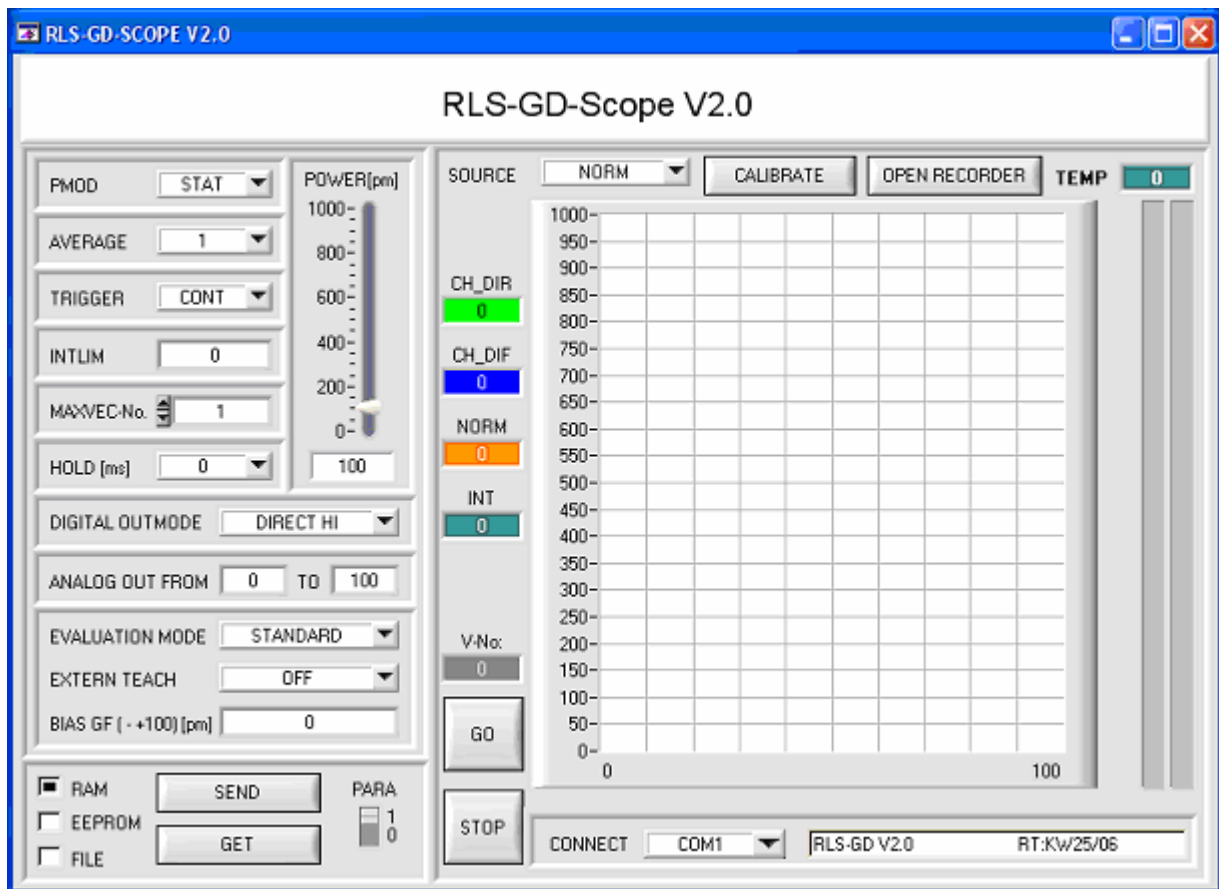 RLS-GD-SCOPE V2.0
RLS-GD-Scope V2.0
PMOD STAT
AVERAGE 1
TRIGGER CONT
INTLIM 0
MAXVEC-No. 1
HOLD [ms] 0
POWER[pm]
1000
800
600
400
200
0
100
DIGITAL OUTMODE DIRECT HI
ANALOG OUT FROM 0 TO 100
EVALUATION MODE STANDARD
EXTERN TEACH OFF
BIAS GF ( - +100) [pm] 0
RAM
EEPROM
FILE
SEND
GET
PARA
1
0
SOURCE NORM CALIBRATE OPEN RECORDER TEMP 0
CH_DIR
0
CH_DIF
0
NORM
0
INT
0
V-No:
0
GO
STOP
1000
950
900
850
800
750
700
650
600
550
500
450
400
350
300
250
200
150
100
50
0
0 100
CONNECT COM1 RLS-GD V2.0 RT:KW/25/06